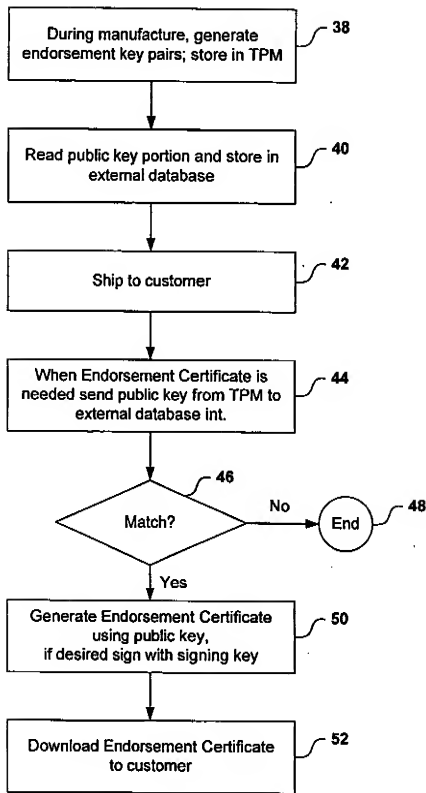 During manufacture, generate
endorsement key pairs; store in TPM
38
Read public key portion and store in
external database
40
Ship to customer
42
When Endorsement Certificate is
needed send public key from TPM to
external database int.
44
46
Match?
No
End
48
Yes
Generate Endorsement Certificate
using public key,
if desired sign with signing key
50
Download Endorsement Certificate
to customer
52